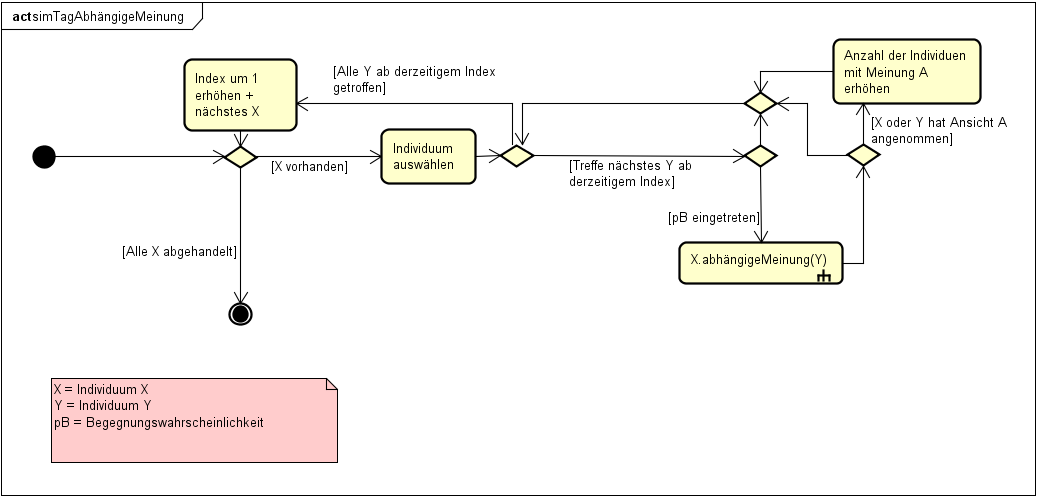 act simTagAbhängigeMeinung
Index um 1
erhöhen +
nächstes X
[Alle Y ab derzeitigem Index
getroffen]
Anzahl der Individuen
mit Meinung A
erhöhen
[X oder Y hat Ansicht A
angenommen]
[X vorhanden]
Individuum
auswählen
[Treffe nächstes Y ab
derzeitigem Index]
[pB eingetreten]
X.abhängigeMeinung(Y)
[Alle X abgehandelt]
X = Individuum X
Y = Individuum Y
pB = Begegnungswahrscheinlichkeit